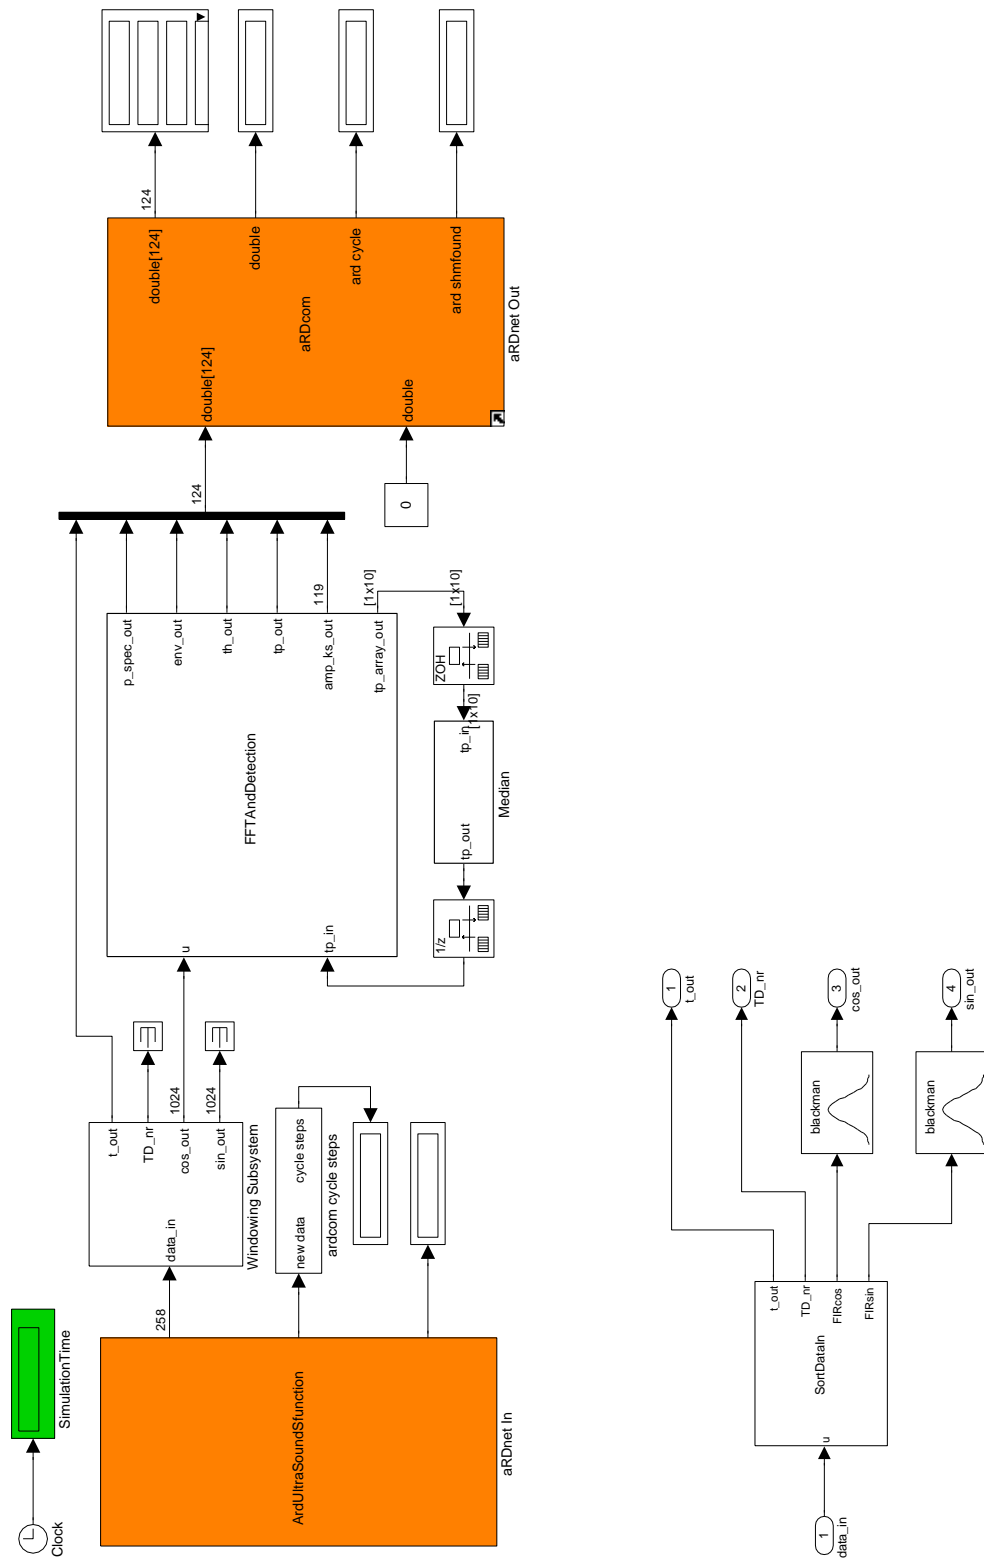 Clock
SimulationTime
ArdUltraSoundSfunction
aRDnet In
258
data_in
t_out
TD_nr
cos_out
sin_out
Windowing Subsystem
1024
1024
new data
cycle steps
ardcom cycle steps
u
tp_in
FFTAndDetection
p_spec_out
env_out
th_out
tp_out
amp_ks_out
tp_array_out
119
[1x10]
[1x10]
ZOH
[1x10]
tp_in
tp_out
Median
1/z
124
0
double[124]
double
aRDcom
double[124]
double
ard cycle
ard shmfound
aRDnet Out
124
1
data_in
u
SortDataIn
t_out
TD_nr
FIRcos
FIRsin
blackman
blackman
1
t_out
2
TD_nr
3
cos_out
4
sin_out